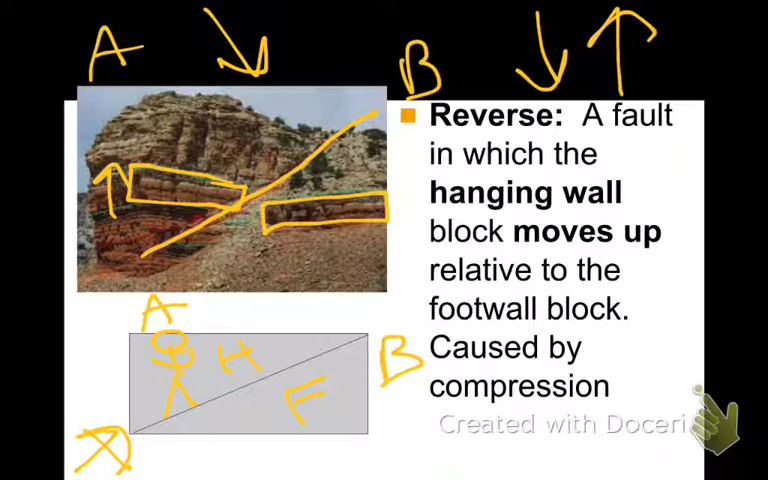 A
B
Reverse: A fault
in which the
hanging wall
block moves up
relative to the
footwall block.
Caused by
compression
A
H
B
F
Created with Doceri